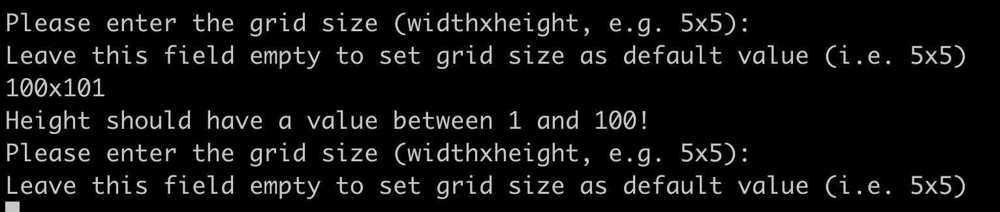 Please enter the grid size (widthxheight, e.g. 5x5):
Leave this field empty to set grid size as default value (i.e. 5x5)
100x101
Height should have a value between 1 and 100!
Please enter the grid size (widthxheight, e.g. 5x5):
Leave this field empty to set grid size as default value (i.e. 5x5)